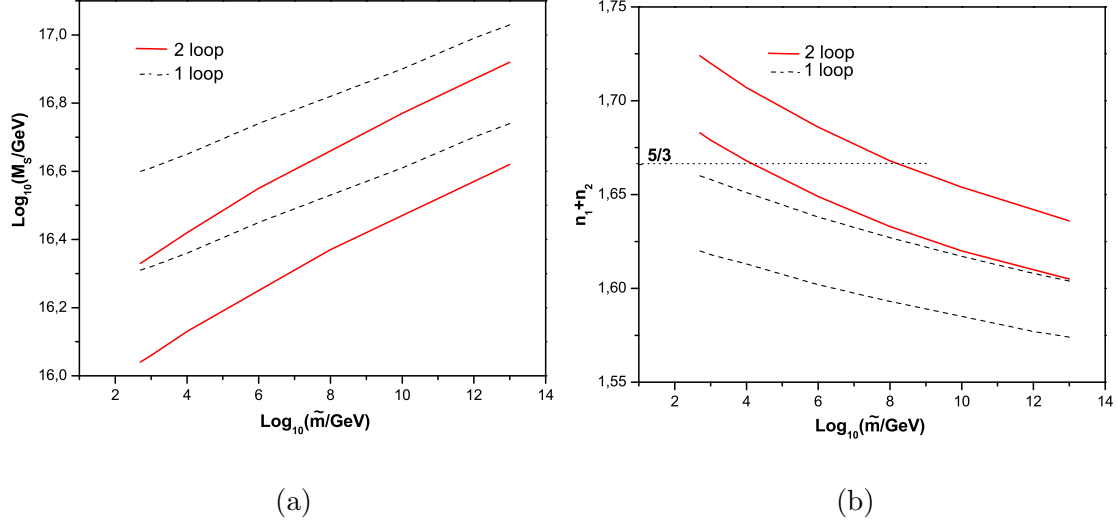 17,0
16,8
16,6
16,4
16,2
16,0
Log10(MS/GeV)
2 loop
1 loop
2 4 6 8 10 12 14
Log10(m̃/GeV)
(a)
1,75
1,70
1,65
1,60
1,55
n1+n2
2 loop
1 loop
5/3
2 4 6 8 10 12 14
Log10(m̃/GeV)
(b)